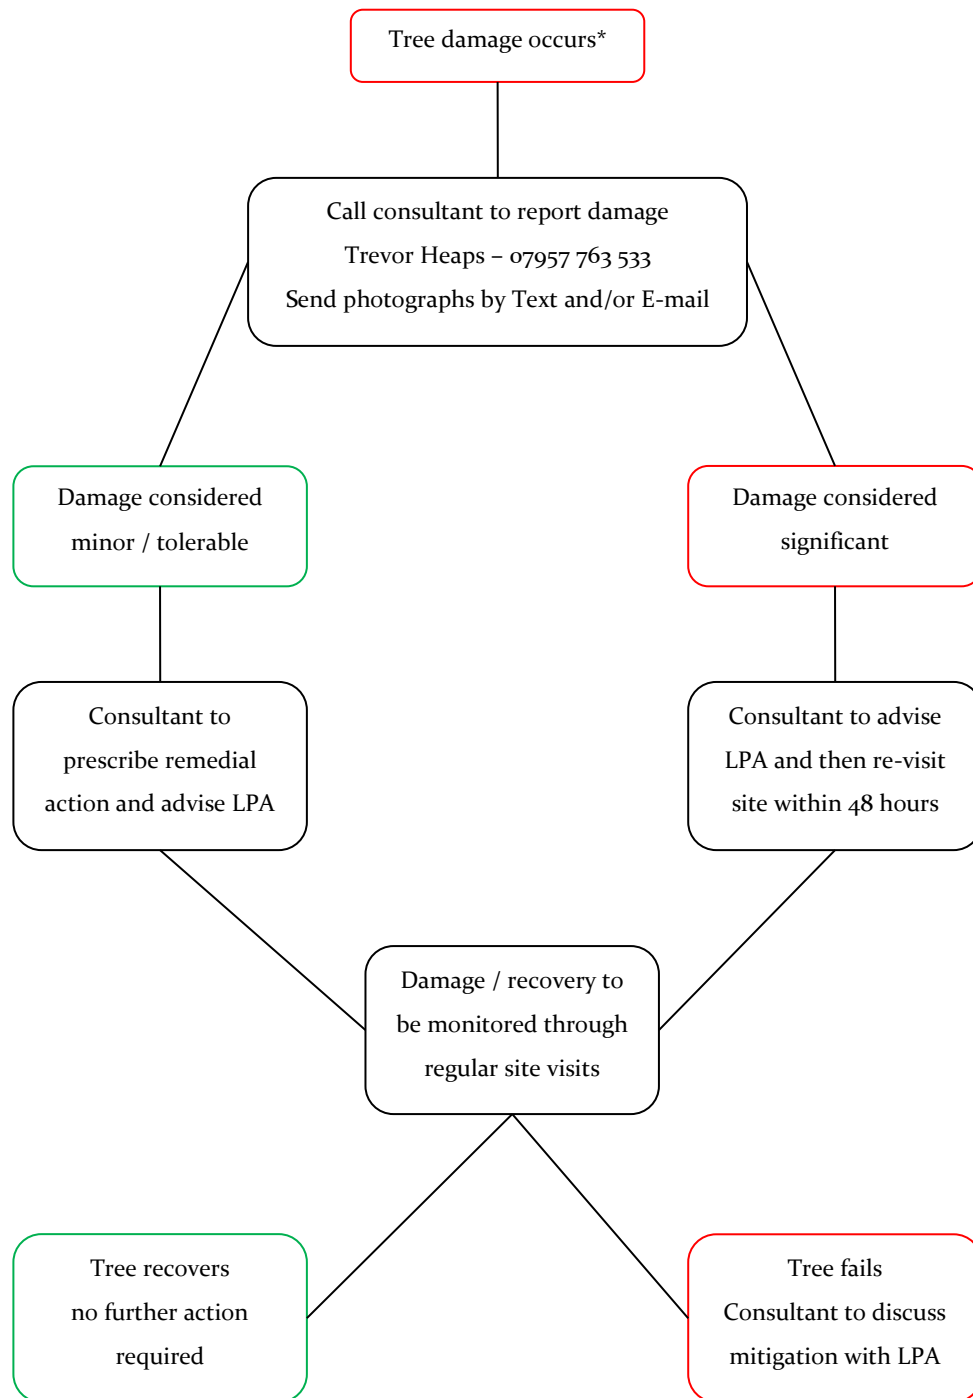 Tree damage occurs*
Call consultant to report damage
Trevor Heaps – 07957 763 533
Send photographs by Text and/or E-mail
Damage considered
minor / tolerable
Damage considered
significant
Consultant to
prescribe remedial
action and advise LPA
Consultant to advise
LPA and then re-visit
site within 48 hours
Damage / recovery to
be monitored through
regular site visits
Tree recovers
no further action
required
Tree fails
Consultant to discuss
mitigation with LPA